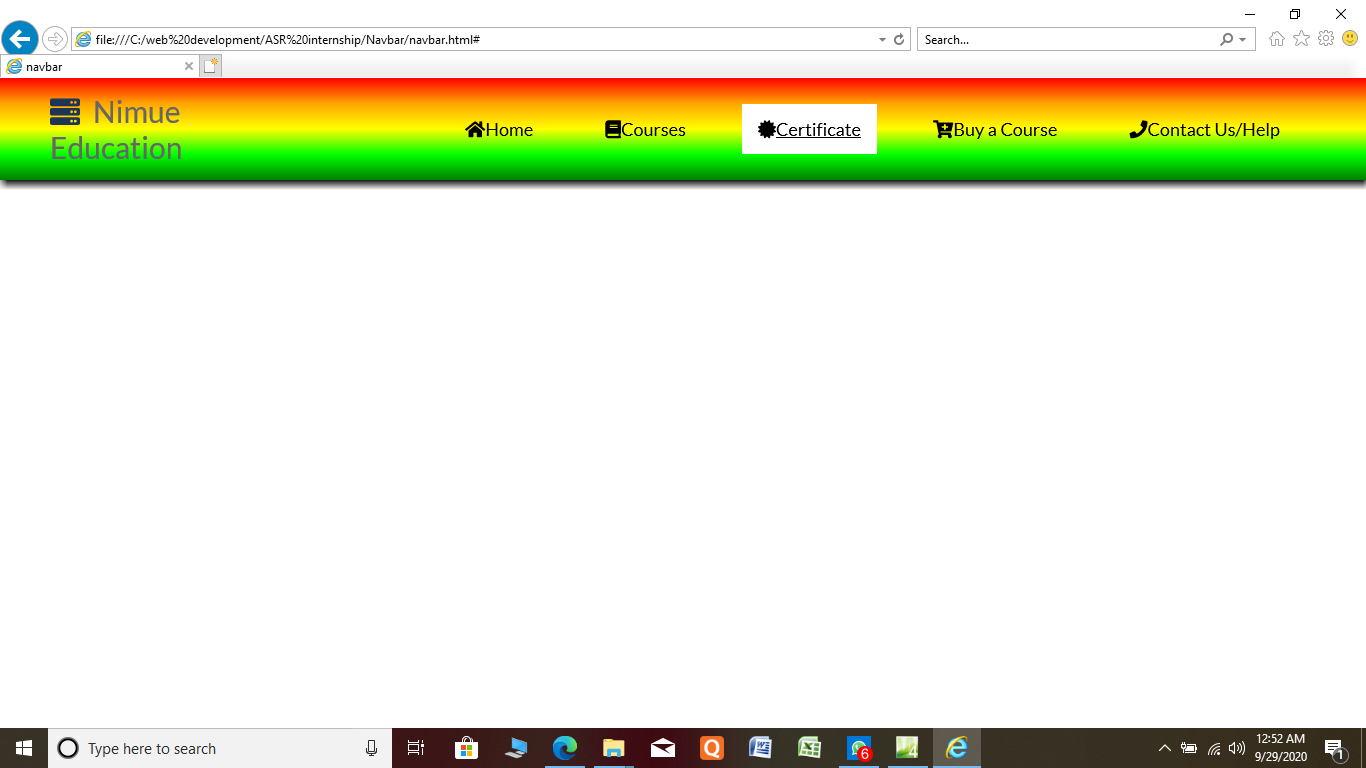 file:///C:/web%20development/ASR%20internship/Navbar/navbar.html#
Search...
navbar
Nimue
Education
Home
Courses
Certificate
Buy a Course
Contact Us/Help
Type here to search
Q
W
X
6
4
12:52 AM
9/29/2020
1